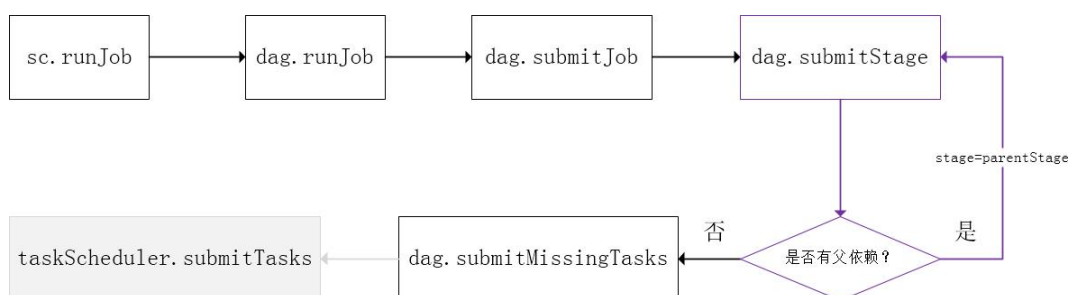 sc.runJob
dag.runJob
dag.submitJob
dag.submitStage
stage=parentStage
否
是
是否有父依赖？
dag.submitMissingTasks
taskScheduler.submitTasks